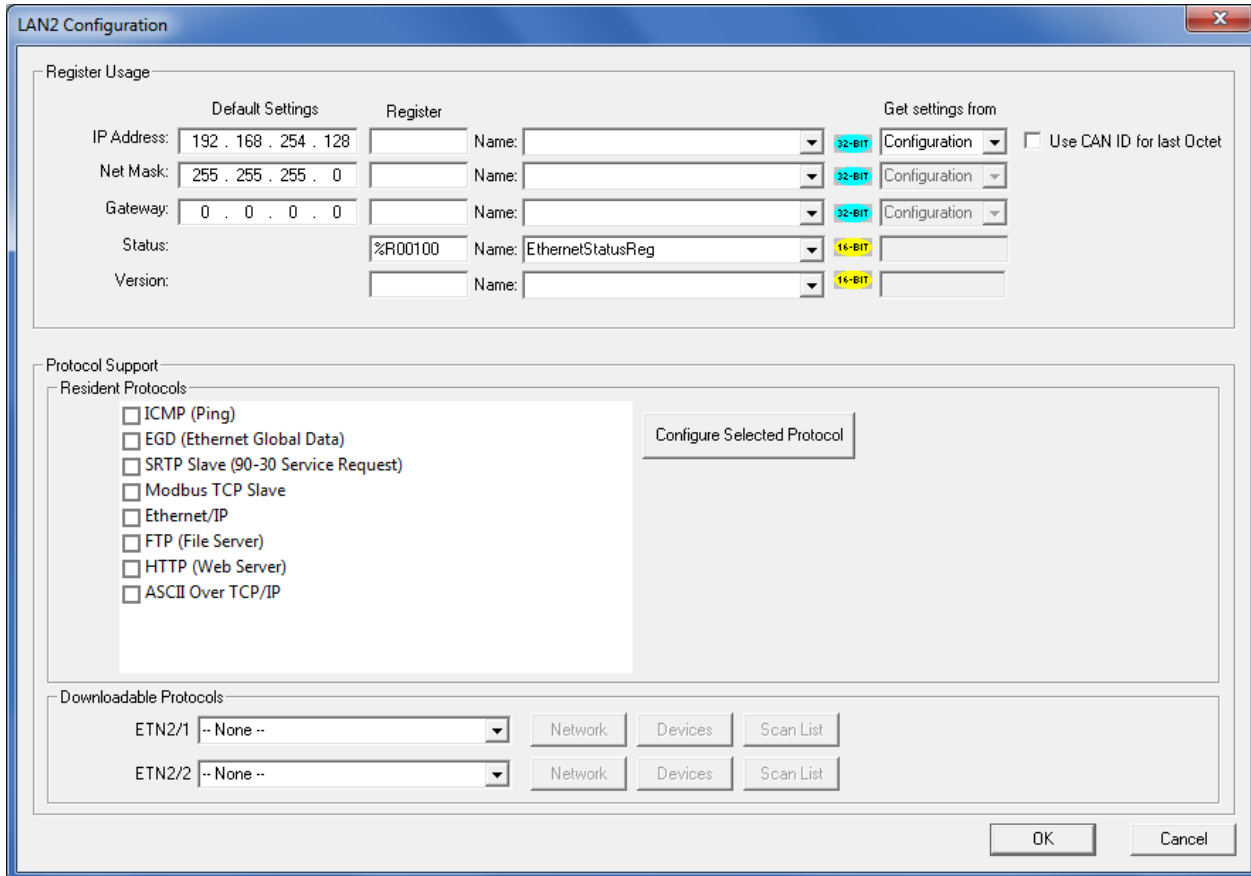 LAN2 Configuration
Register Usage
Default Settings Register Get settings from
IP Address: 192 . 168 . 254 . 128 Name: 32-BIT Configuration Use CAN ID for last Octet
Net Mask: 255 . 255 . 255 . 0 Name: 32-BIT Configuration
Gateway: 0 . 0 . 0 . 0 Name: 32-BIT Configuration
Status: %R00100 Name: EthernetStatusReg 16-BIT
Version: Name: 16-BIT
Protocol Support
Resident Protocols
ICMP (Ping)
EGD (Ethernet Global Data) Configure Selected Protocol
SRTP Slave (90-30 Service Request)
Modbus TCP Slave
Ethernet/IP
FTP (File Server)
HTTP (Web Server)
ASCII Over TCP/IP
Downloadable Protocols
ETN2/1 -- None -- Network Devices Scan List
ETN2/2 -- None -- Network Devices Scan List
OK Cancel